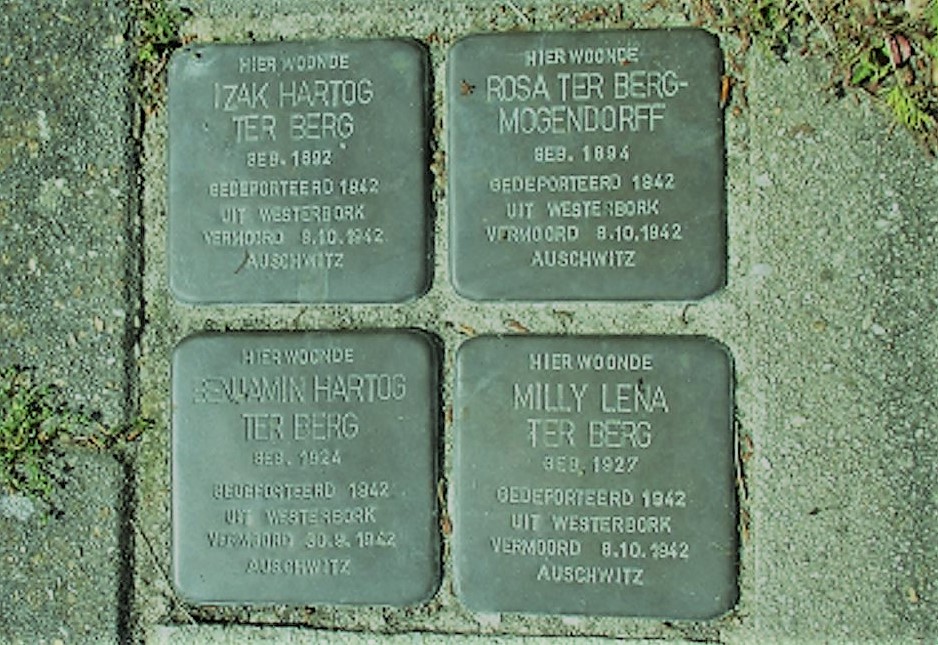 HIER WOONDE
IZAK HARTOG
TER BERG
GEB. 1892
GEDEPORTEERD 1942
UIT WESTERBORK
VERMOORD 8.10.1942
AUSCHWITZ
HIER WOONDE
ROSA TER BERG-
MOGENDORFF
GEB. 1894
GEDEPORTEERD 1942
UIT WESTERBORK
VERMOORD 8.10.1942
AUSCHWITZ
HIER WOONDE
BENJAMIN HARTOG
TER BERG
GEB. 1924
GEDEPORTEERD 1942
UIT WESTERBORK
VERMOORD 30.9.1942
AUSCHWITZ
HIER WOONDE
MILLY LENA
TER BERG
GEB. 1927
GEDEPORTEERD 1942
UIT WESTERBORK
VERMOORD 8.10.1942
AUSCHWITZ